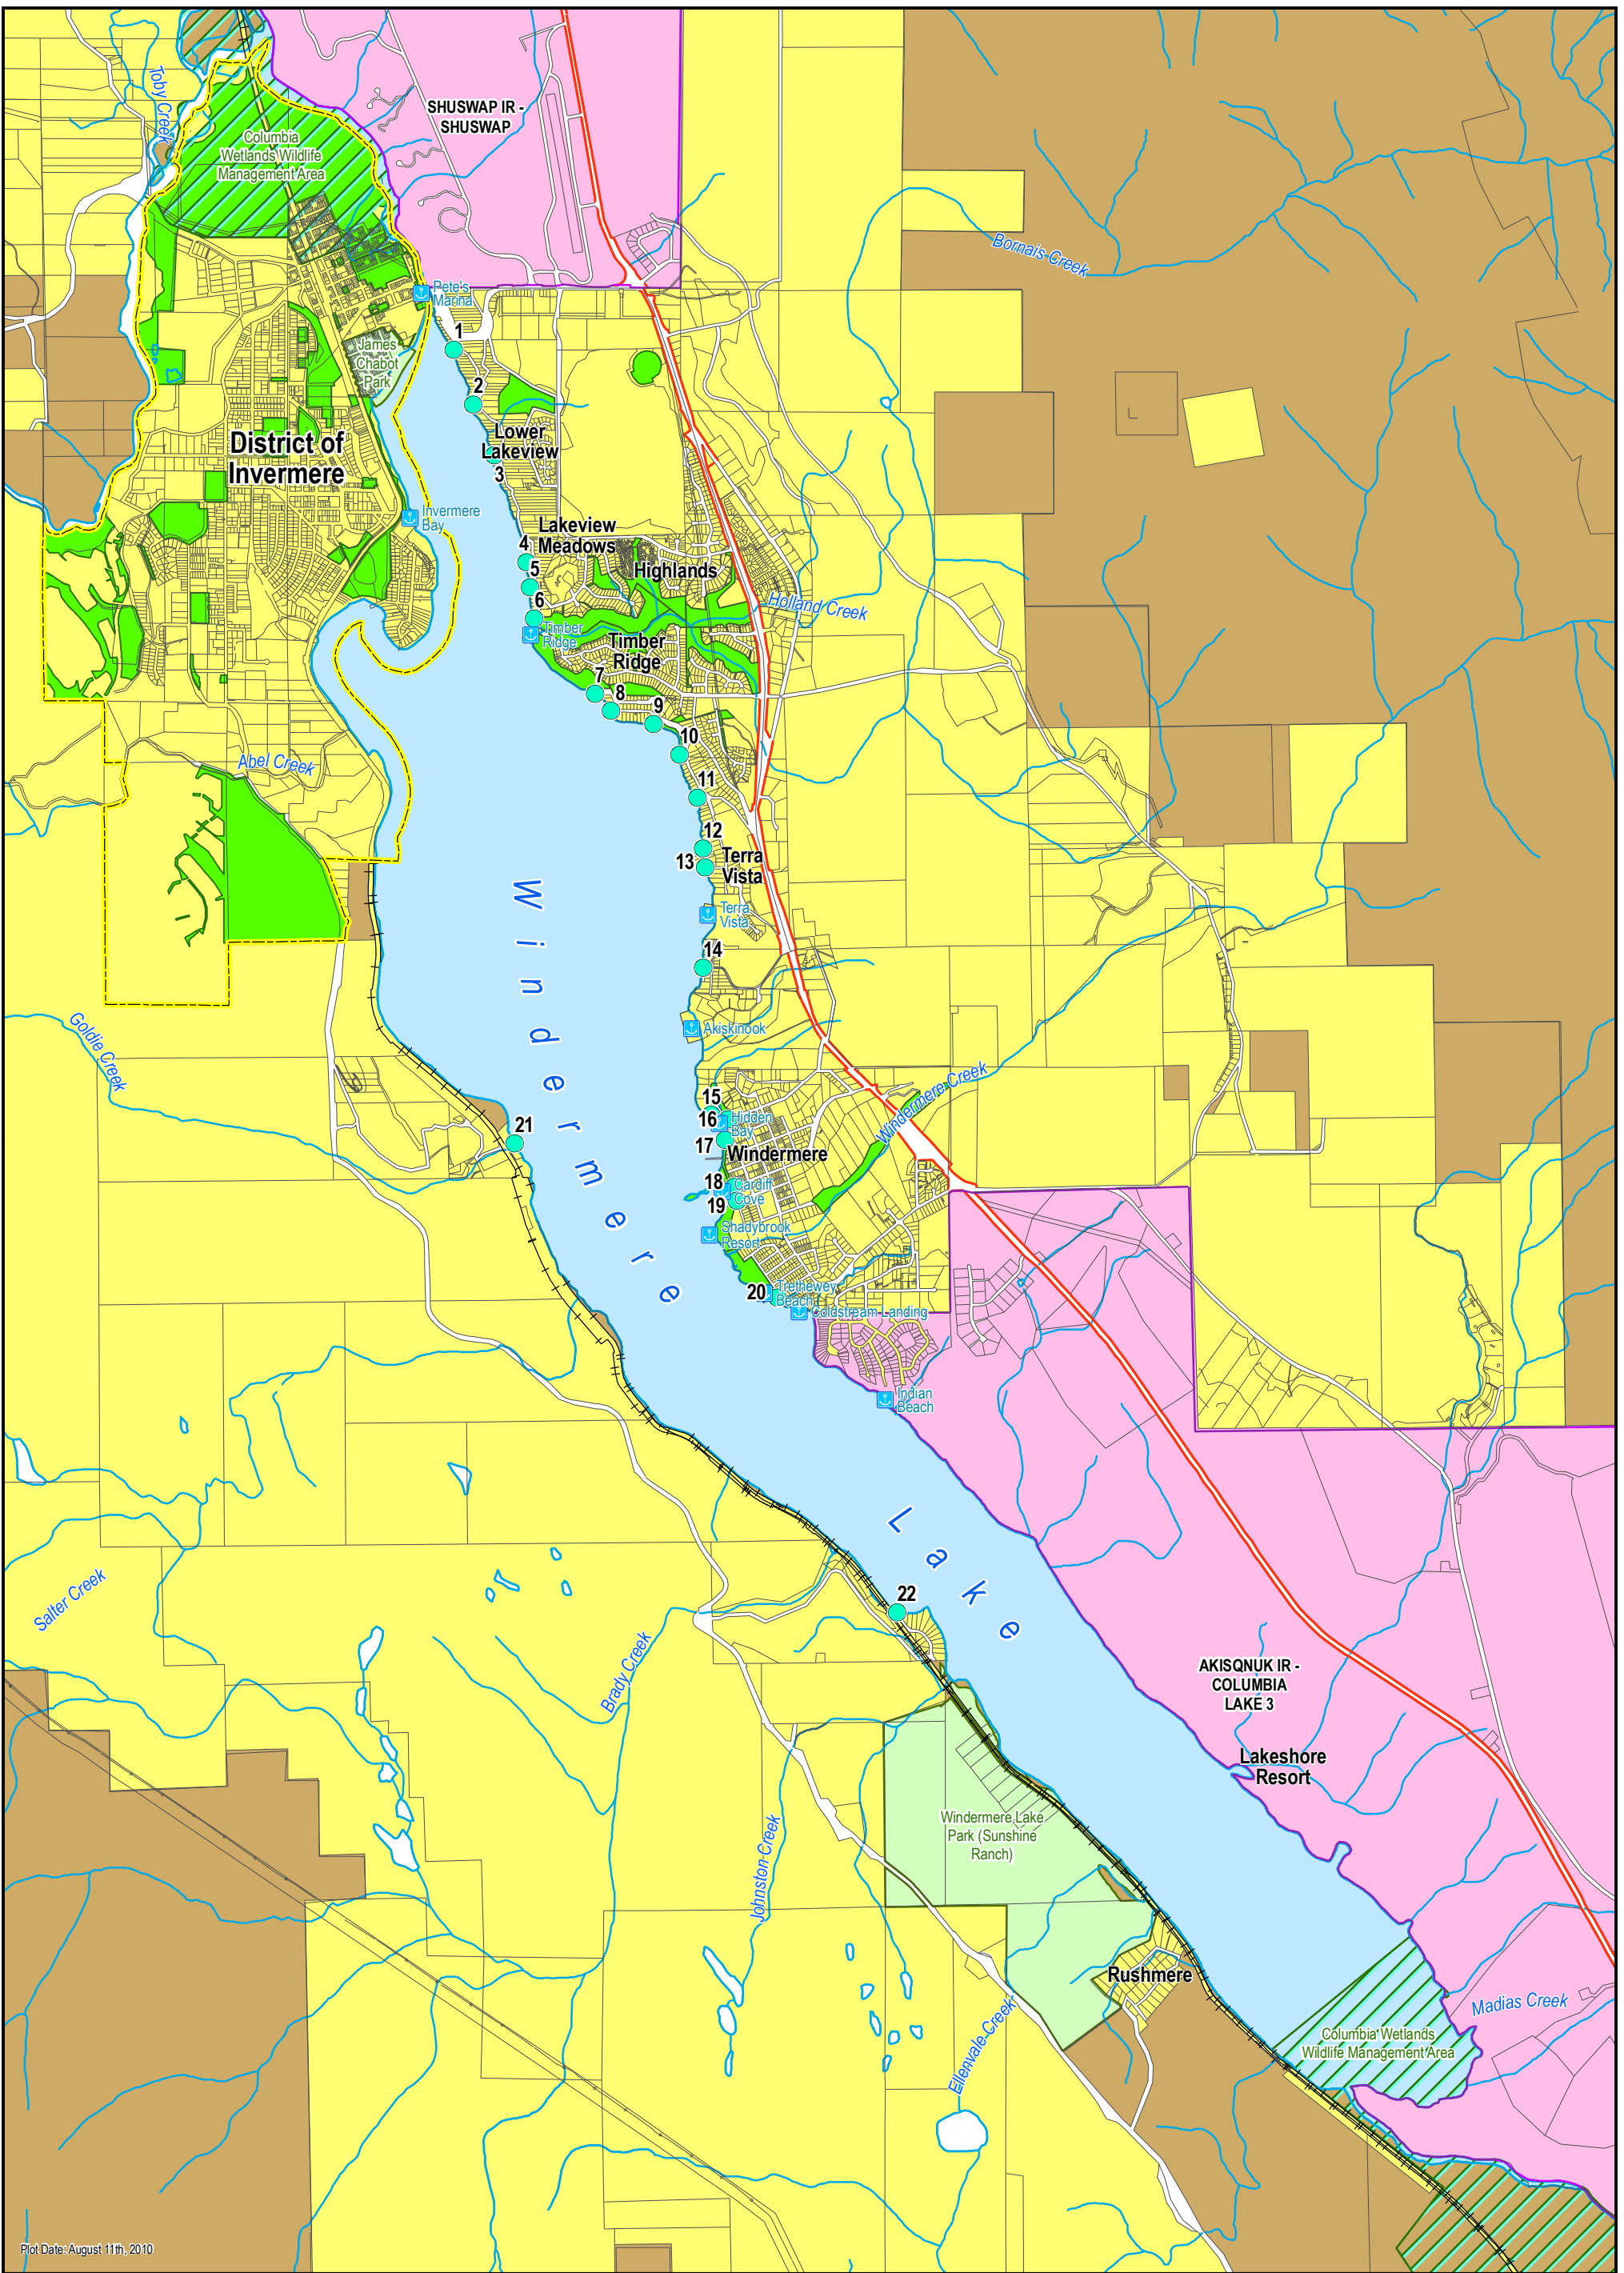 Toby Creek
SHUSWAP IR -
SHUSWAP
Columbia
Wetlands Wildlife
Management Area
Bornais Creek
Pete's
Marina
1
James
Chabot
Park
2
District of
Invermere
Lower
Lakeview
3
Invermere
Bay
Lakeview
Meadows
4
5
Highlands
6
Holland Creek
Timber
Ridge
Timber
Ridge
7
8
9
10
Abel Creek
11
12
13
Terra
Vista
Terra
Vista
14
Akiskinook
Goldie Creek
Windermere Creek
15
16
Hidden
Bay
17
Windermere
21
18
Cardiff
Cove
19
Shadybrook
Resort
20
Trethewey
Beach
Coldstream Landing
Indian
Beach
Windermere
Lake
22
Salter Creek
Brady Creek
AKISQNUK IR -
COLUMBIA
LAKE 3
Lakeshore
Resort
Windermere Lake
Park (Sunshine
Ranch)
Johnston Creek
Rushmere
Ellenvale Creek
Madias Creek
Columbia Wetlands
Wildlife Management Area
Plot Date: August 11th, 2010